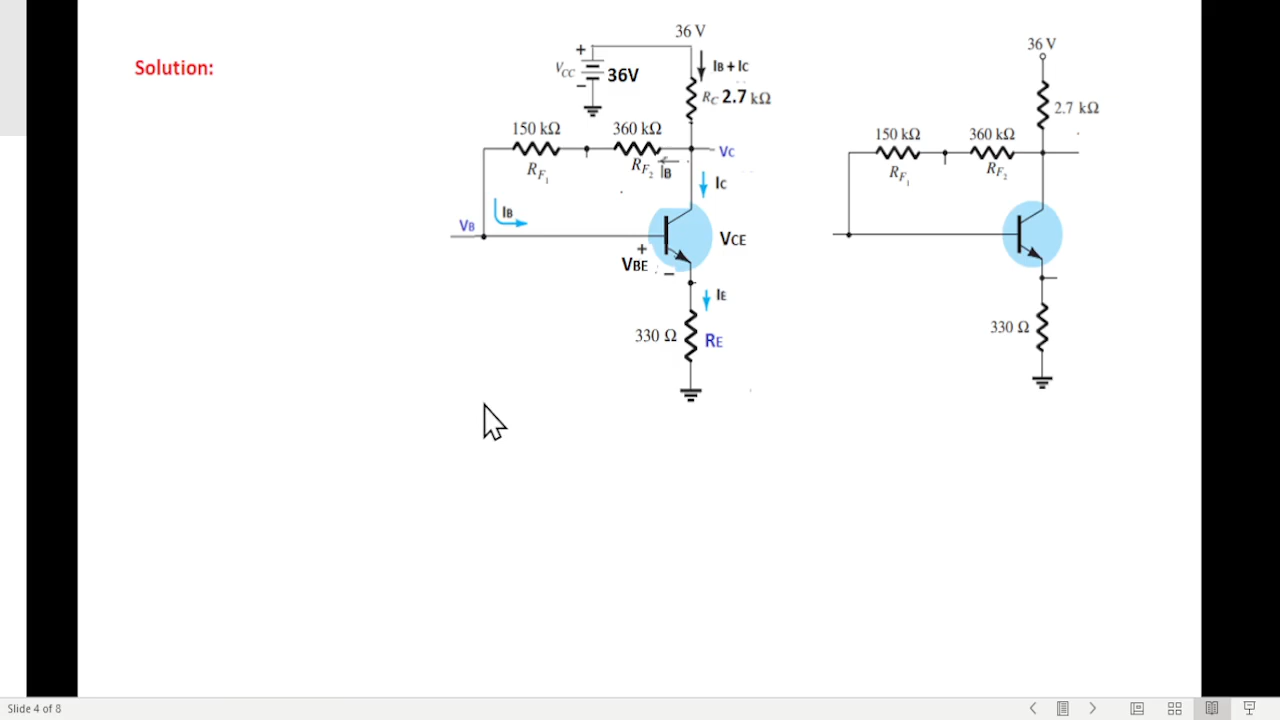 Solution:
36 V
+
VCC
36V
−
IB + IC
RC 2.7 kΩ
150 kΩ
360 kΩ
RF1
RF2
IB
VC
IC
VB
IB
+
VBE
−
VCE
IE
330 Ω
RE
36 V
2.7 kΩ
150 kΩ
360 kΩ
RF1
RF2
330 Ω
Slide 4 of 8